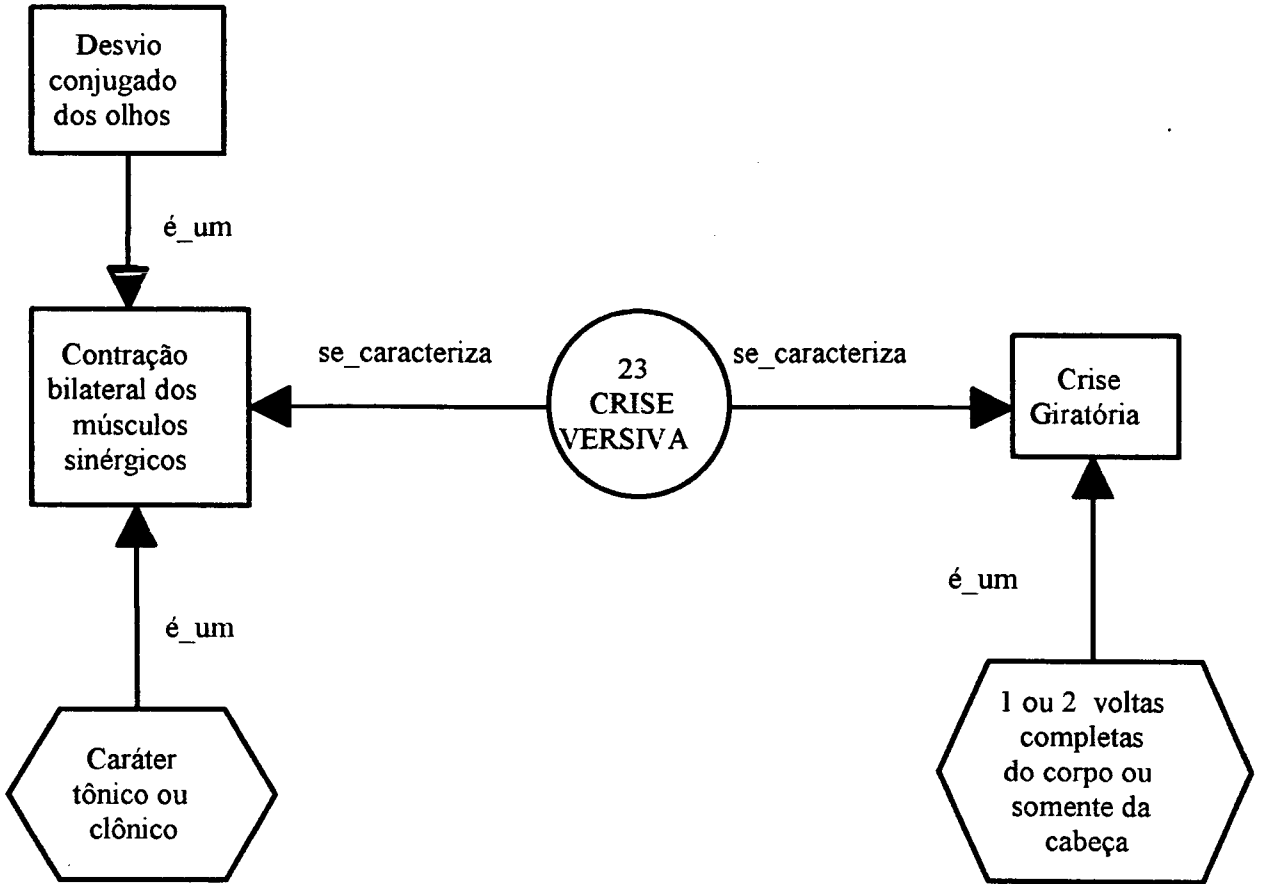 Desvio
conjugado
dos olhos
é_um
Contração
bilateral dos
músculos
sinérgicos
se_caracteriza
23
CRISE
VERSIVA
se_caracteriza
Crise
Giratória
é_um
é_um
Caráter
tônico ou
clônico
1 ou 2 voltas
completas
do corpo ou
somente da
cabeça